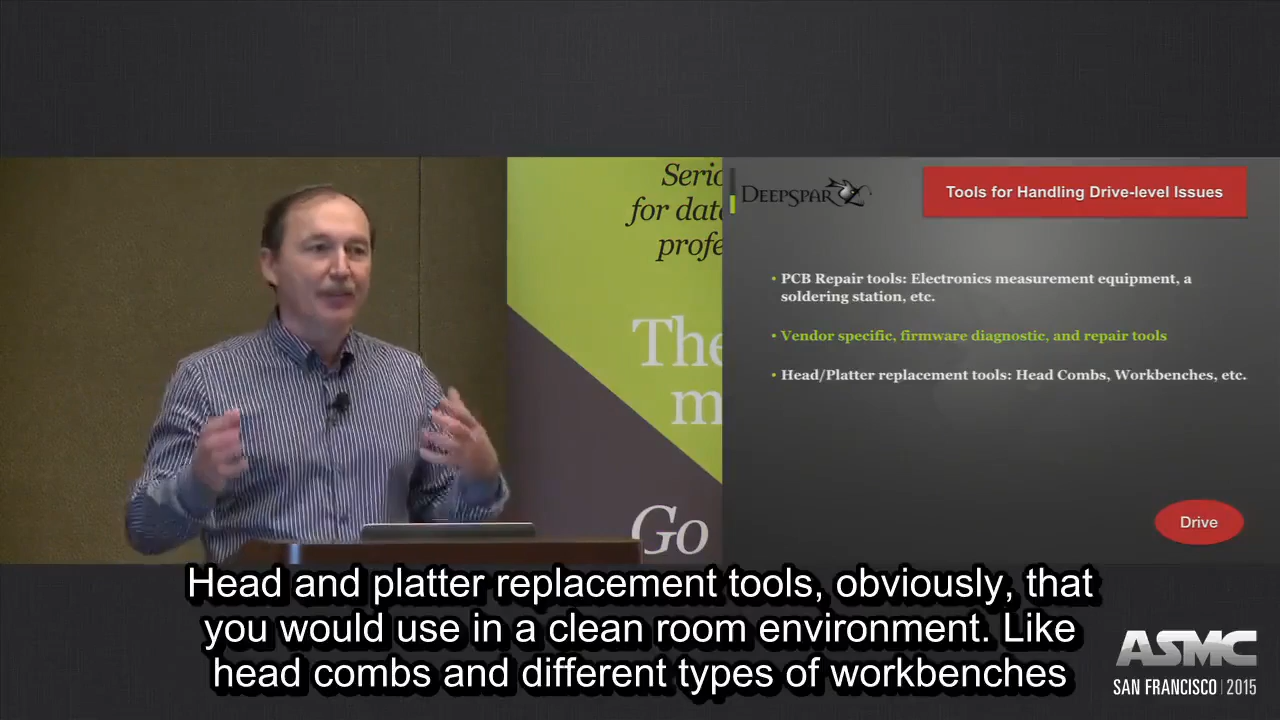 Serio
for data
profe
The
m
Go
DEEPSPAR
Tools for Handling Drive-level Issues
• PCB Repair tools: Electronics measurement equipment, a
soldering station, etc.
• Vendor specific, firmware diagnostic, and repair tools
• Head/Platter replacement tools: Head Combs, Workbenches, etc.
Drive
Head and platter replacement tools, obviously, that
you would use in a clean room environment. Like
head combs and different types of workbenches
ASMC
SAN FRANCISCO | 2015